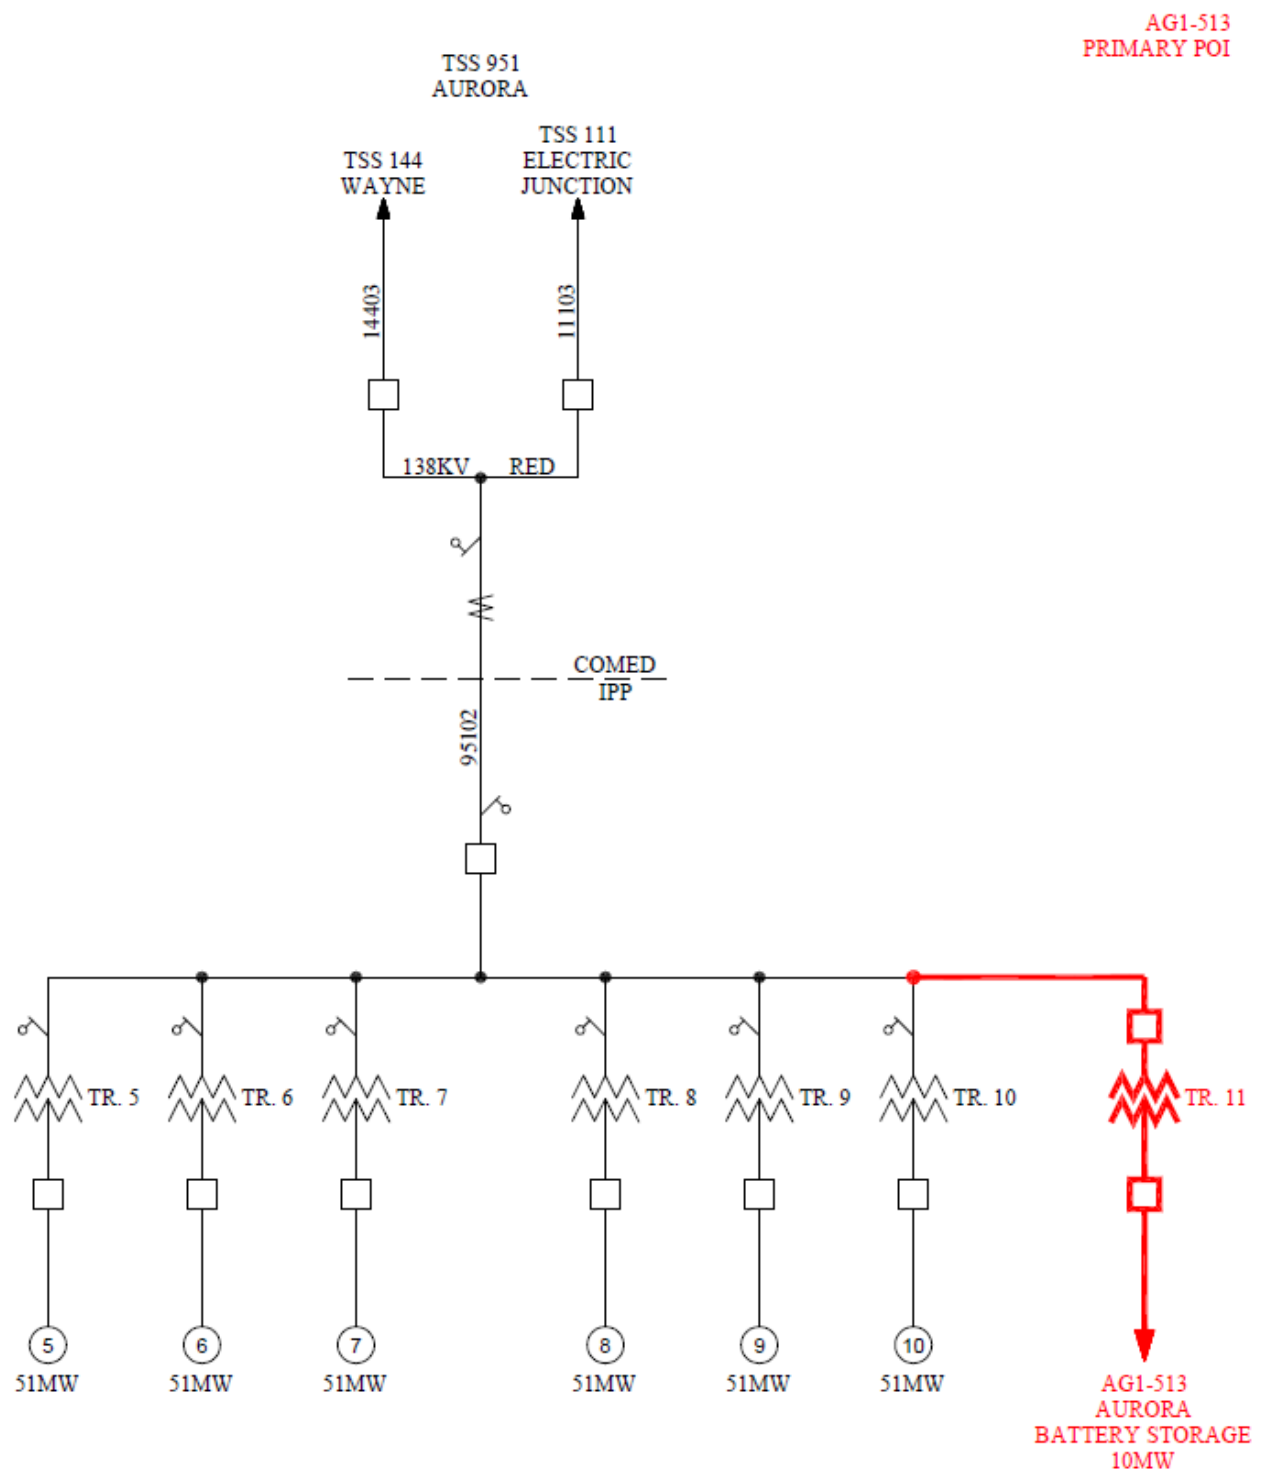 AG1-513
PRIMARY POI
TSS 951
AURORA
TSS 144
WAYNE
TSS 111
ELECTRIC
JUNCTION
14403
11103
138KV
RED
COMED
IPP
95102
TR. 5
TR. 6
TR. 7
TR. 8
TR. 9
TR. 10
TR. 11
5
6
7
8
9
10
51MW
51MW
51MW
51MW
51MW
51MW
AG1-513
AURORA
BATTERY STORAGE
10MW